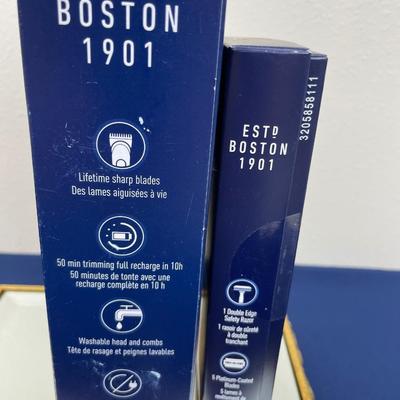 BOSTON
1901
Lifetime sharp blades
Des lames aiguisées à vie
50 min trimming full recharge in 10h
50 minutes de tonte avec une
recharge complète en 10 h
Washable head and combs
Tête de rasage et peignes lavables
ESTD
BOSTON
1901
1 Double Edge
Safety Razor
1 rasoir de sûreté à
double
tranchant
5 Platinum-Coated
Blades
5 lames à
3205858111